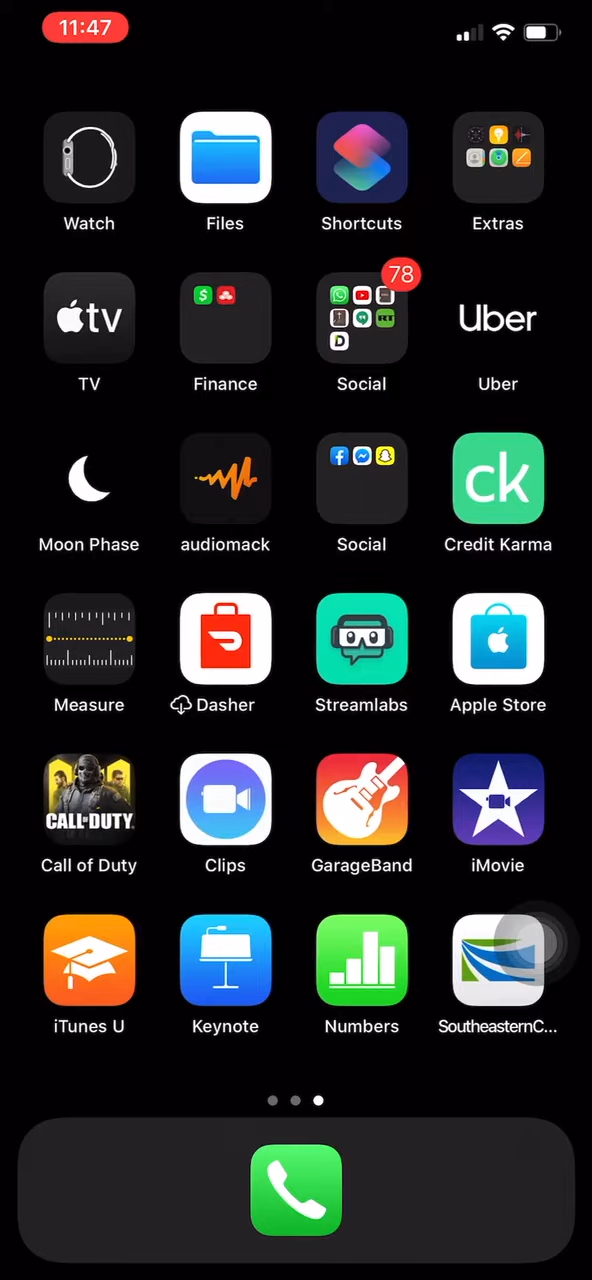 11:47
Watch Files Shortcuts Extras
78
tv Uber
TV Finance Social Uber
ck
Moon Phase audiomack Social Credit Karma
Measure Dasher Streamlabs Apple Store
CALL OF DUTY
Call of Duty Clips GarageBand iMovie
iTunes U Keynote Numbers SoutheasternC...